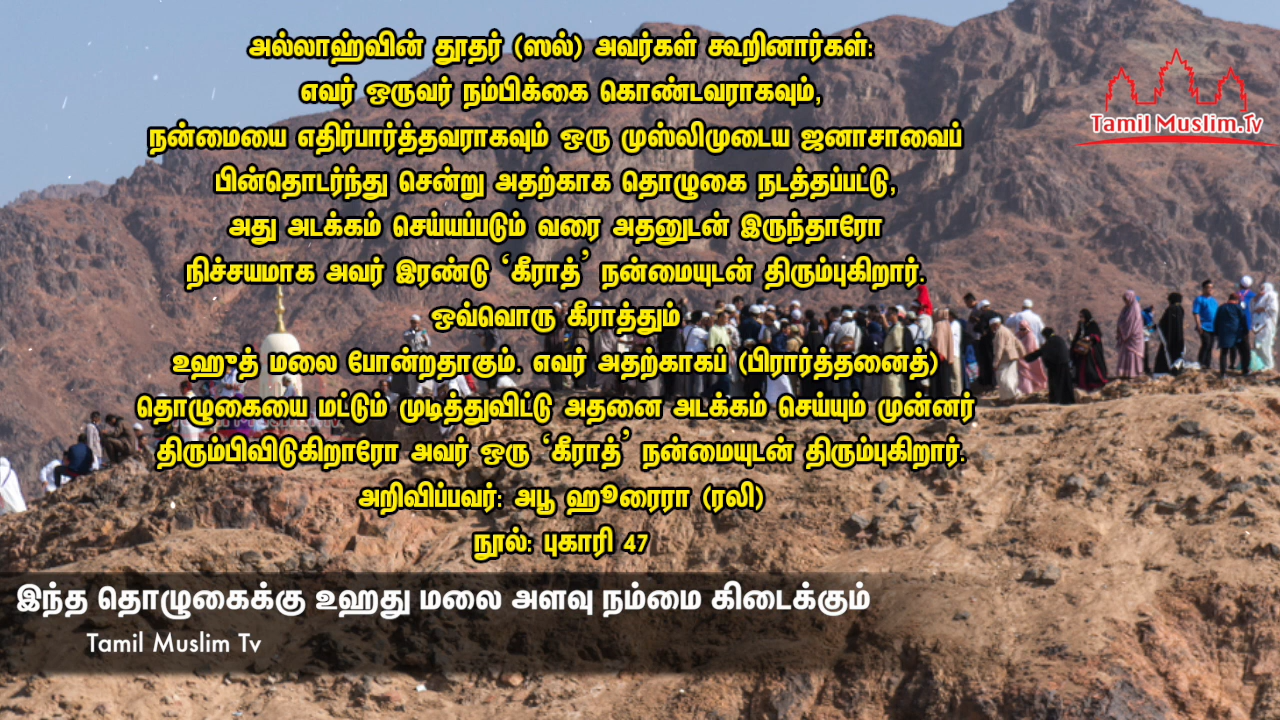 அல்லாஹ்வின் தூதர் (ஸல்) அவர்கள் கூறினார்கள்:
எவர் ஒருவர் நம்பிக்கை கொண்டவராகவும்,
நன்மையை எதிர்பார்த்தவராகவும் ஒரு முஸ்லிமுடைய ஜனாசாவைப்
பின்தொடர்ந்து சென்று அதற்காக தொழுகை நடத்தப்பட்டு,
அது அடக்கம் செய்யப்படும் வரை அதனுடன் இருந்தாரோ
நிச்சயமாக அவர் இரண்டு ‘கீராத்’ நன்மையுடன் திரும்புகிறார்.
ஒவ்வொரு கீராத்தும்
உஹுத் மலை போன்றதாகும். எவர் அதற்காகப் (பிரார்த்தனைத்)
தொழுகையை மட்டும் முடித்துவிட்டு அதனை அடக்கம் செய்யும் முன்னர்
திரும்பிவிடுகிறாரோ அவர் ஒரு ‘கீராத்’ நன்மையுடன் திரும்புகிறார்.
அறிவிப்பவர்: அபூ ஹூரைரா (ரலி)
நூல்: புகாரி 47
Tamil Muslim.Tv
இந்த தொழுகைக்கு உஹது மலை அளவு நம்மை கிடைக்கும்
Tamil Muslim Tv